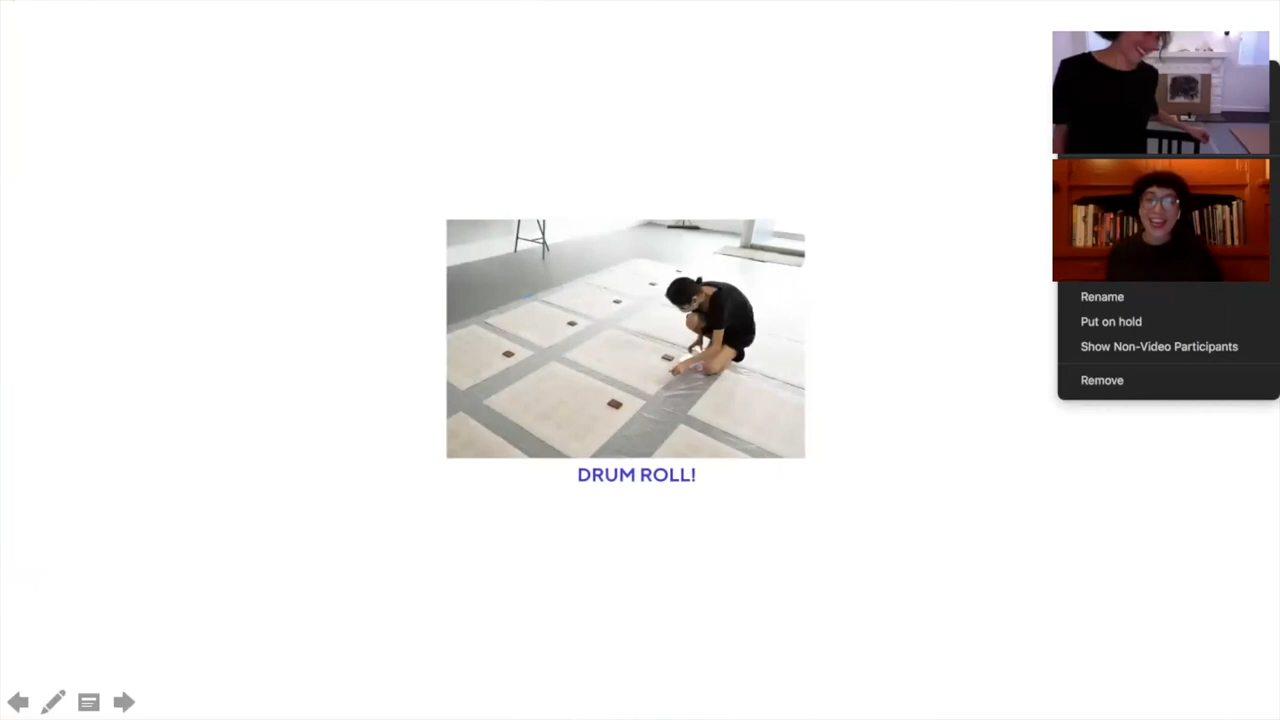 DRUM ROLL!
Rename
Put on hold
Show Non-Video Participants
Remove